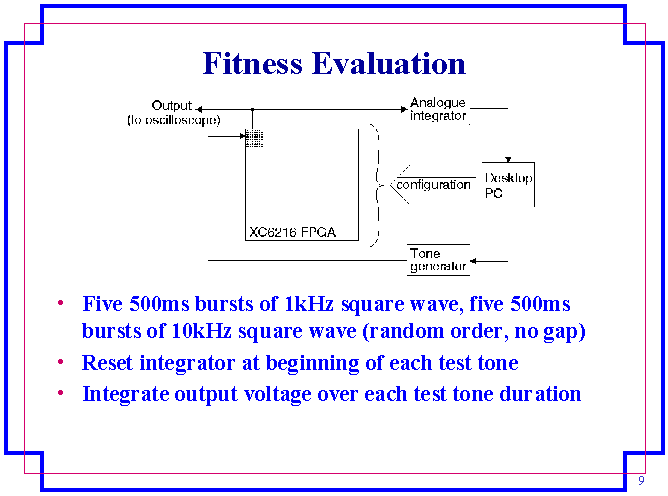 Fitness Evaluation
Output
(to oscilloscope)
Analogue
integrator
configuration
Desktop
PC
XC6216 FPGA
Tone
generator
• Five 500ms bursts of 1kHz square wave, five 500ms
bursts of 10kHz square wave (random order, no gap)
• Reset integrator at beginning of each test tone
• Integrate output voltage over each test tone duration
9